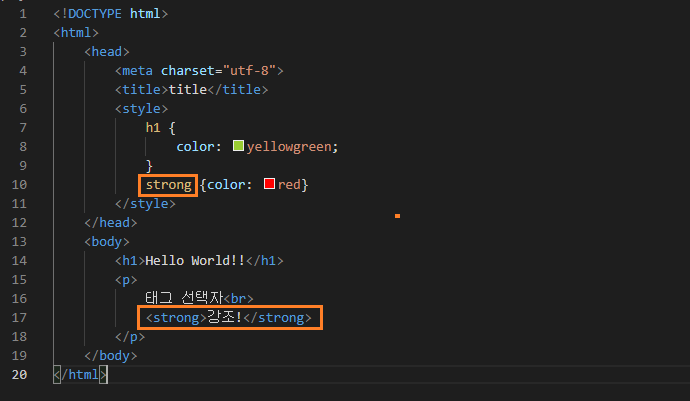 1 <!DOCTYPE html>
2 <html>
3 <head>
4 <meta charset="utf-8">
5 <title>title</title>
6 <style>
7 h1 {
8 color: yellowgreen;
9 }
10 strong {color: red}
11 </style>
12 </head>
13 <body>
14 <h1>Hello World!!</h1>
15 <p>
16 태그 선택자<br>
17 <strong>강조!</strong>
18 </p>
19 </body>
20 </html>